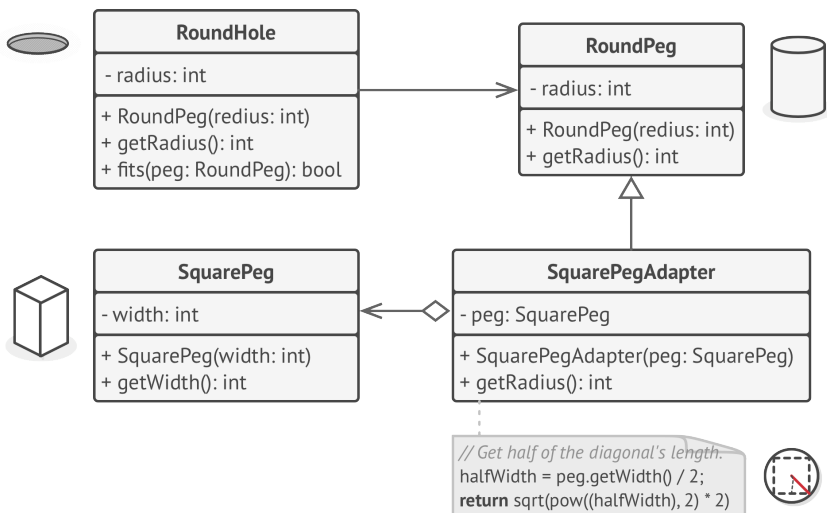 RoundHole
- radius: int
+ RoundPeg(redius: int)
+ getRadius(): int
+ fits(peg: RoundPeg): bool
RoundPeg
- radius: int
+ RoundPeg(redius: int)
+ getRadius(): int
SquarePeg
- width: int
+ SquarePeg(width: int)
+ getWidth(): int
SquarePegAdapter
- peg: SquarePeg
+ SquarePegAdapter(peg: SquarePeg)
+ getRadius(): int
// Get half of the diagonal's length.
halfWidth = peg.getWidth() / 2;
return sqrt(pow((halfWidth), 2) * 2)